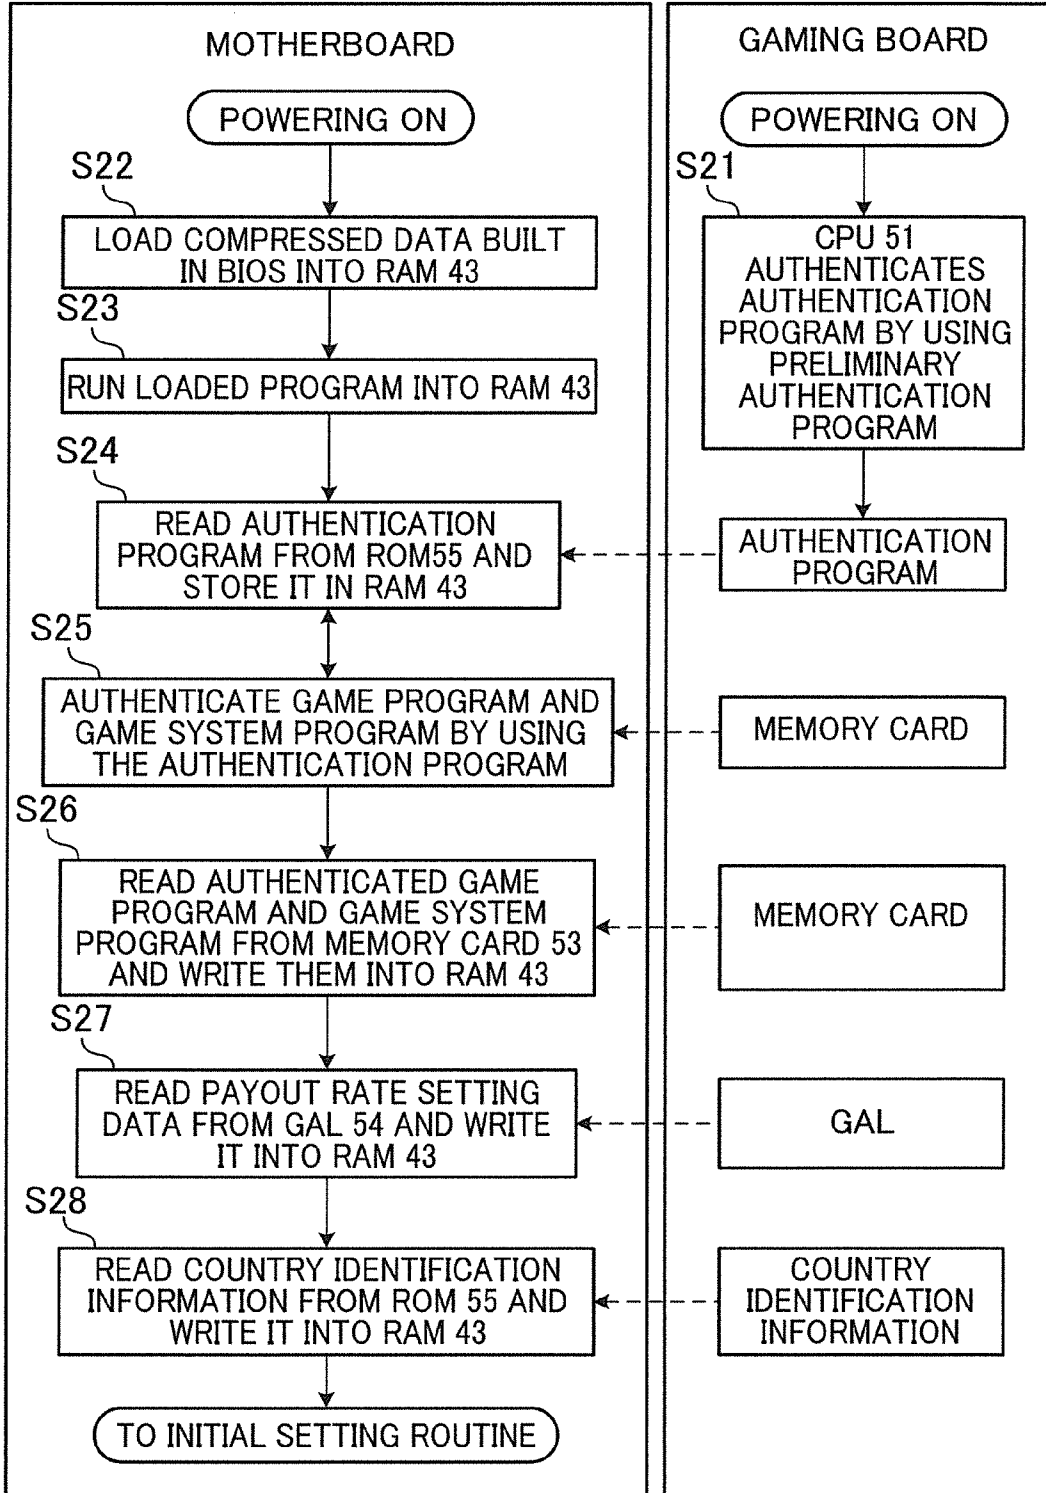 MOTHERBOARD
POWERING ON
S22
LOAD COMPRESSED DATA BUILT
IN BIOS INTO RAM 43
S23
RUN LOADED PROGRAM INTO RAM 43
S24
READ AUTHENTICATION
PROGRAM FROM ROM55 AND
STORE IT IN RAM 43
S25
AUTHENTICATE GAME PROGRAM AND
GAME SYSTEM PROGRAM BY USING
THE AUTHENTICATION PROGRAM
S26
READ AUTHENTICATED GAME
PROGRAM AND GAME SYSTEM
PROGRAM FROM MEMORY CARD 53
AND WRITE THEM INTO RAM 43
S27
READ PAYOUT RATE SETTING
DATA FROM GAL 54 AND WRITE
IT INTO RAM 43
S28
READ COUNTRY IDENTIFICATION
INFORMATION FROM ROM 55 AND
WRITE IT INTO RAM 43
TO INITIAL SETTING ROUTINE
GAMING BOARD
POWERING ON
S21
CPU 51
AUTHENTICATES
AUTHENTICATION
PROGRAM BY USING
PRELIMINARY
AUTHENTICATION
PROGRAM
AUTHENTICATION
PROGRAM
MEMORY CARD
MEMORY CARD
GAL
COUNTRY
IDENTIFICATION
INFORMATION